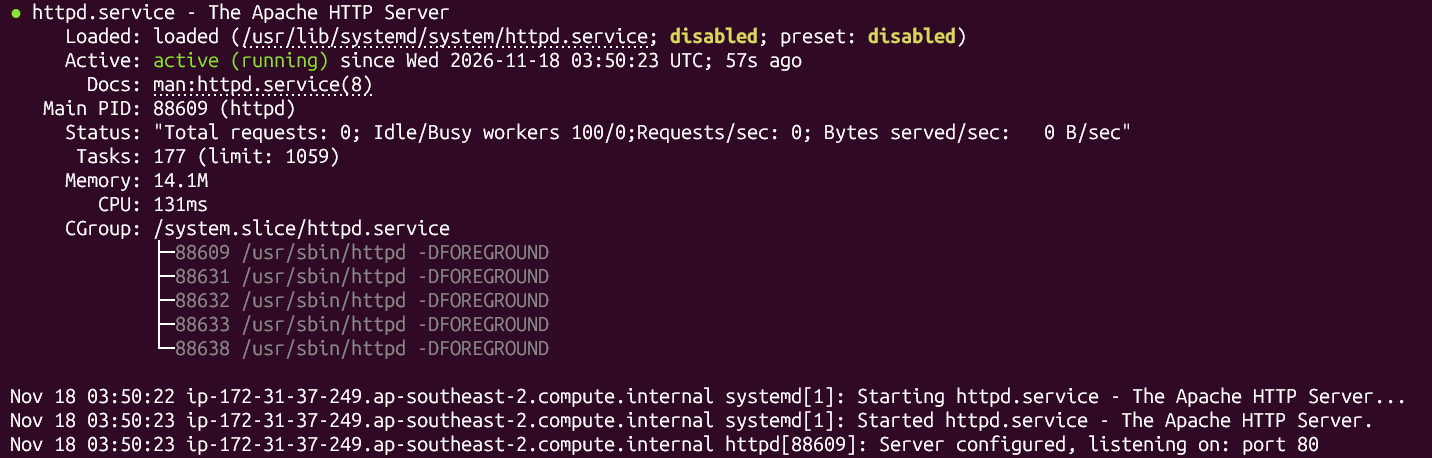 ● httpd.service - The Apache HTTP Server
     Loaded: loaded (/usr/lib/systemd/system/httpd.service; disabled; preset: disabled)
     Active: active (running) since Wed 2026-11-18 03:50:23 UTC; 57s ago
       Docs: man:httpd.service(8)
   Main PID: 88609 (httpd)
     Status: "Total requests: 0; Idle/Busy workers 100/0;Requests/sec: 0; Bytes served/sec:   0 B/sec"
      Tasks: 177 (limit: 1059)
     Memory: 14.1M
        CPU: 131ms
     CGroup: /system.slice/httpd.service
             ├─88609 /usr/sbin/httpd -DFOREGROUND
             ├─88631 /usr/sbin/httpd -DFOREGROUND
             ├─88632 /usr/sbin/httpd -DFOREGROUND
             ├─88633 /usr/sbin/httpd -DFOREGROUND
             └─88638 /usr/sbin/httpd -DFOREGROUND

Nov 18 03:50:22 ip-172-31-37-249.ap-southeast-2.compute.internal systemd[1]: Starting httpd.service - The Apache HTTP Server...
Nov 18 03:50:23 ip-172-31-37-249.ap-southeast-2.compute.internal systemd[1]: Started httpd.service - The Apache HTTP Server.
Nov 18 03:50:23 ip-172-31-37-249.ap-southeast-2.compute.internal httpd[88609]: Server configured, listening on: port 80